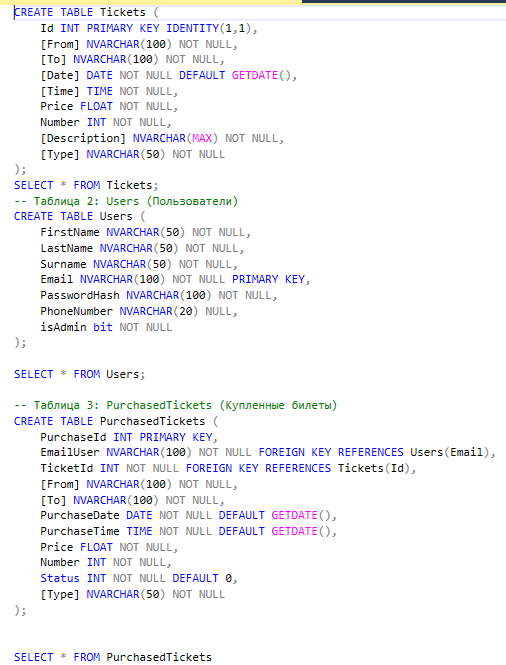 CREATE TABLE Tickets (
    Id INT PRIMARY KEY IDENTITY(1,1),
    [From] NVARCHAR(100) NOT NULL,
    [To] NVARCHAR(100) NOT NULL,
    [Date] DATE NOT NULL DEFAULT GETDATE(),
    [Time] TIME NOT NULL,
    Price FLOAT NOT NULL,
    Number INT NOT NULL,
    [Description] NVARCHAR(MAX) NOT NULL,
    [Type] NVARCHAR(50) NOT NULL
);
SELECT * FROM Tickets;
-- Таблица 2: Users (Пользователи)
CREATE TABLE Users (
    FirstName NVARCHAR(50) NOT NULL,
    LastName NVARCHAR(50) NOT NULL,
    Surname NVARCHAR(50) NOT NULL,
    Email NVARCHAR(100) NOT NULL PRIMARY KEY,
    PasswordHash NVARCHAR(100) NOT NULL,
    PhoneNumber NVARCHAR(20) NULL,
    isAdmin bit NOT NULL
);
SELECT * FROM Users;
-- Таблица 3: PurchasedTickets (Купленные билеты)
CREATE TABLE PurchasedTickets (
    PurchaseId INT PRIMARY KEY,
    EmailUser NVARCHAR(100) NOT NULL FOREIGN KEY REFERENCES Users(Email),
    TicketId INT NOT NULL FOREIGN KEY REFERENCES Tickets(Id),
    [From] NVARCHAR(100) NOT NULL,
    [To] NVARCHAR(100) NOT NULL,
    PurchaseDate DATE NOT NULL DEFAULT GETDATE(),
    PurchaseTime TIME NOT NULL DEFAULT GETDATE(),
    Price FLOAT NOT NULL,
    Number INT NOT NULL,
    Status INT NOT NULL DEFAULT 0,
    [Type] NVARCHAR(50) NOT NULL
);
SELECT * FROM PurchasedTickets